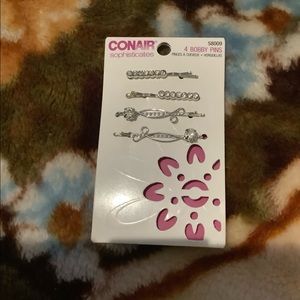 CONAIR
sophisticates
58009
4 BOBBY PINS
PINCES À CHEVEUX • HORQUILLAS